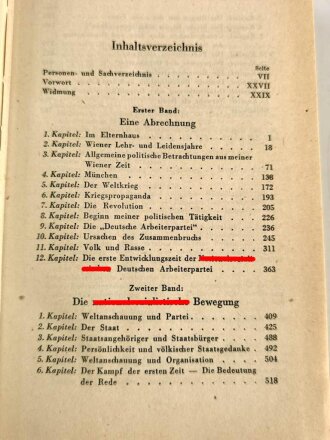 Inhaltsverzeichnis
Seite
Personen- und Sachverzeichnis . . . . . . . . . . VII
Vorwort . . . . . . . . . . . . . . . . XXVII
Widmung . . . . . . . . . . . . . . . . XXIX
Erster Band:
Eine Abrechnung
1. Kapitel: Im Elternhaus . . . . . . . . . . . 1
2. Kapitel: Wiener Lehr- und Leidensjahre . . . . . . 18
3. Kapitel: Allgemeine politische Betrachtungen aus meiner
Wiener Zeit . . . . . . . . . . . 71
4. Kapitel: München . . . . . . . . . . . . 138
5. Kapitel: Der Weltkrieg . . . . . . . . . . . 172
6. Kapitel: Kriegspropaganda . . . . . . . . . . 193
7. Kapitel: Die Revolution . . . . . . . . . . 205
8. Kapitel: Beginn meiner politischen Tätigkeit . . . . . 226
9. Kapitel: Die „Deutsche Arbeiterpartei“ . . . . . . 236
10. Kapitel: Ursachen des Zusammenbruchs . . . . . . 245
11. Kapitel: Volk und Rasse . . . . . . . . . . 311
12. Kapitel: Die erste Entwicklungszeit der
Deutschen Arbeiterpartei . . . . . 363
Zweiter Band:
Die Bewegung
1. Kapitel: Weltanschauung und Partei . . . . . . . 409
2. Kapitel: Der Staat . . . . . . . . . . . . 425
3. Kapitel: Staatsangehöriger und Staatsbürger . . . . . 488
4. Kapitel: Persönlichkeit und völkischer Staatsgedanke . . 492
5. Kapitel: Weltanschauung und Organisation . . . . . 504
6. Kapitel: Der Kampf der ersten Zeit — Die Bedeutung
der Rede . . . . . . . . . . . 518